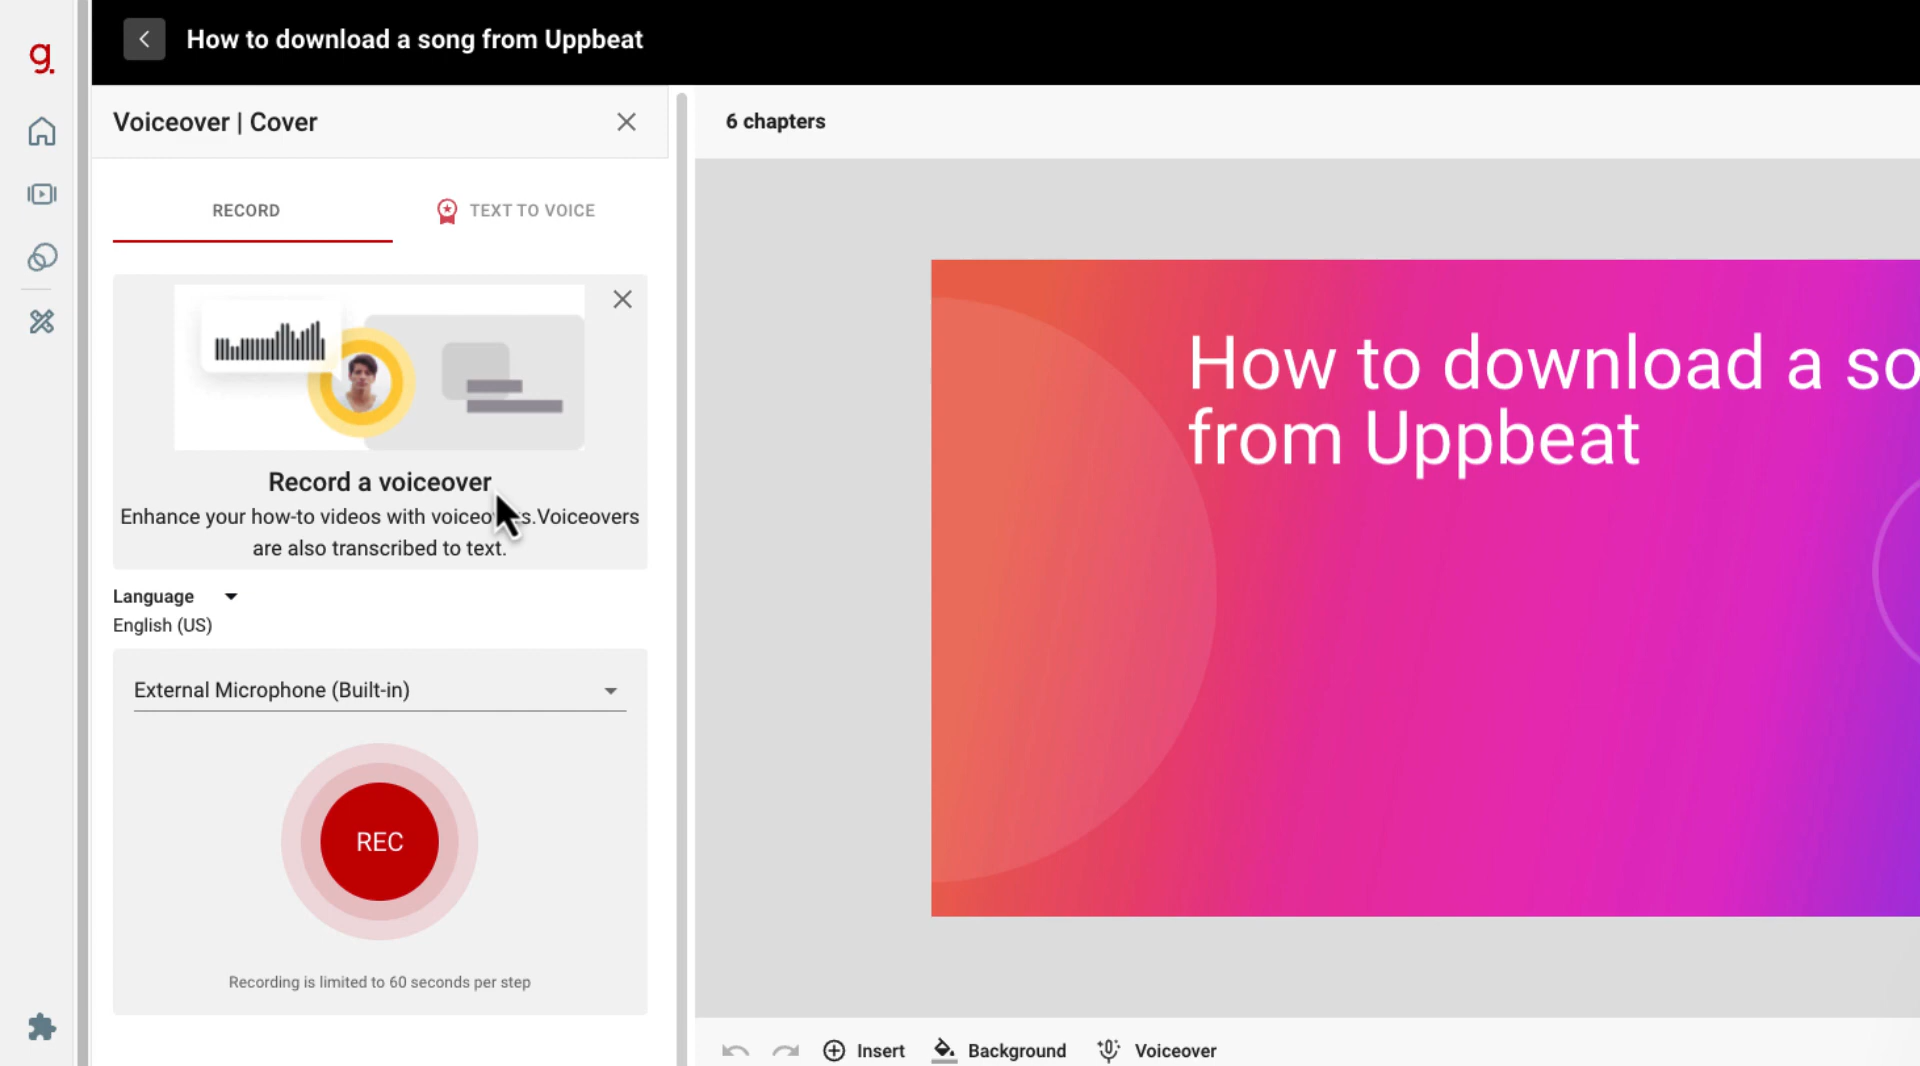 g.
How to download a song from Uppbeat
Voiceover | Cover
6 chapters
RECORD
TEXT TO VOICE
Record a voiceover
Enhance your how-to videos with voiceo s.Voiceovers
are also transcribed to text.
Language
English (US)
External Microphone (Built-in)
REC
Recording is limited to 60 seconds per step
How to download a so
from Uppbeat
Insert
Background
Voiceover